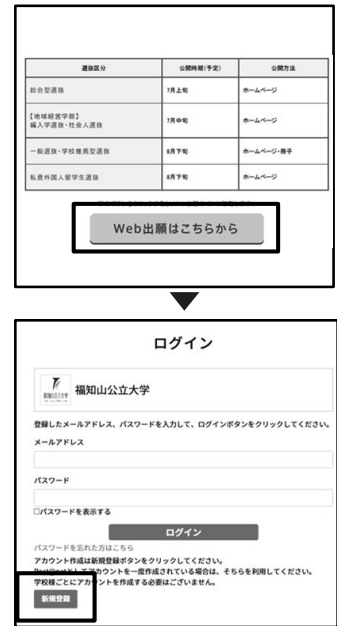 選抜区分 公開時期(予定) 公開方法
総合型選抜 7月上旬 ホームページ
【地域経営学部】
編入学選抜・社会人選抜 7月中旬 ホームページ
一般選抜・学校推薦型選抜 8月下旬 ホームページ・冊子
私費外国人留学生選抜 8月下旬 ホームページ
Web出願はこちらから
ログイン
福知山公立大学
登録したメールアドレス、パスワードを入力して、ログインボタンをクリックしてください。
メールアドレス
パスワード
□パスワードを表示する
ログイン
パスワードを忘れた方はこちら
アカウント作成は新規登録ボタンをクリックしてください。
としてアカウントを一度作成されている場合は、そちらを利用してください。
学校様ごとにアカウントを作成する必要はございません。
新規登録